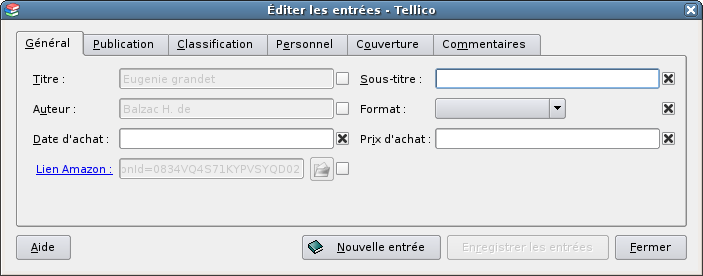 Éditer les entrées - Tellico
Général Publication Classification Personnel Couverture Commentaires
Titre : Eugenie grandet Sous-titre :
Auteur : Balzac H. de Format :
Date d'achat : Prix d'achat :
Lien Amazon : onId=0834VQ4S71KYPVSYQD02
Aide Nouvelle entrée Enregistrer les entrées Fermer